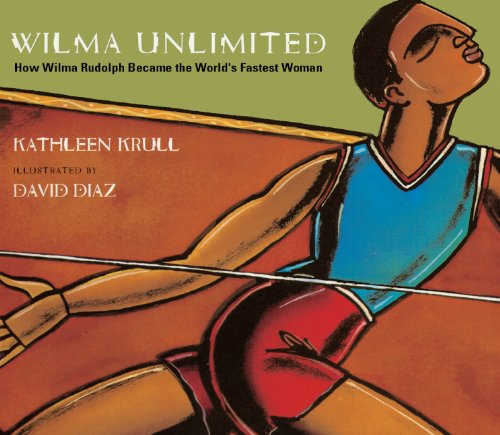 WILMA UNLIMITED
How Wilma Rudolph Became the World's Fastest Woman
KATHLEEN KRULL
ILLUSTRATED BY
DAVID DIAZ